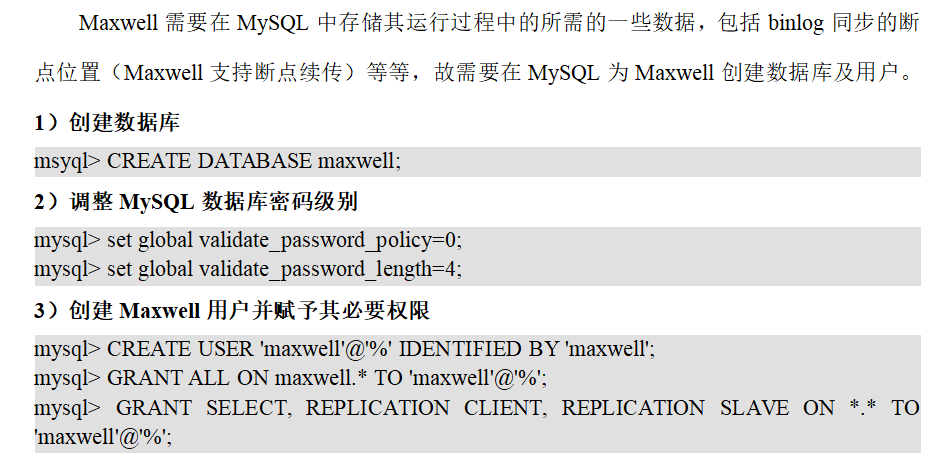 Maxwell 需要在 MySQL 中存储其运行过程中的所需的一些数据，包括 binlog 同步的断
点位置（Maxwell 支持断点续传）等等，故需要在 MySQL 为 Maxwell 创建数据库及用户。
1）创建数据库
msyql> CREATE DATABASE maxwell;
2）调整 MySQL 数据库密码级别
mysql> set global validate_password_policy=0;
mysql> set global validate_password_length=4;
3）创建 Maxwell 用户并赋予其必要权限
mysql> CREATE USER 'maxwell'@'%' IDENTIFIED BY 'maxwell';
mysql> GRANT ALL ON maxwell.* TO 'maxwell'@'%';
mysql> GRANT SELECT, REPLICATION CLIENT, REPLICATION SLAVE ON *.* TO
'maxwell'@'%';